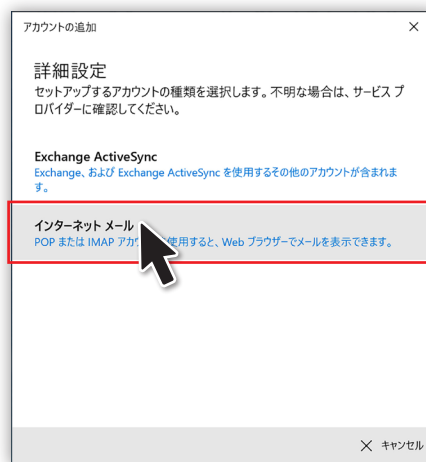 アカウントの追加
詳細設定
セットアップするアカウントの種類を選択します。不明な場合は、サービス プ
ロバイダーに確認してください。
Exchange ActiveSync
Exchange、および Exchange ActiveSync を使用するその他のアカウントが含まれま
す。
インターネット メール
POP または IMAP アカ 使用すると、Web ブラウザーでメールを表示できます。
キャンセル